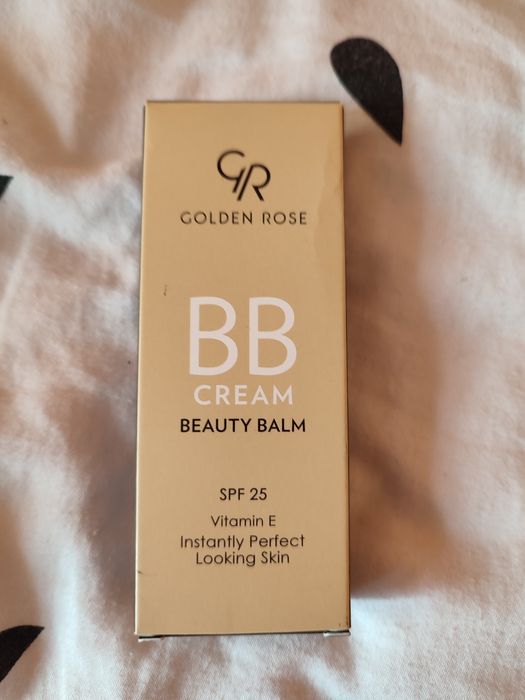 GR
GOLDEN ROSE
BB
CREAM
BEAUTY BALM
SPF 25
Vitamin E
Instantly Perfect
Looking Skin